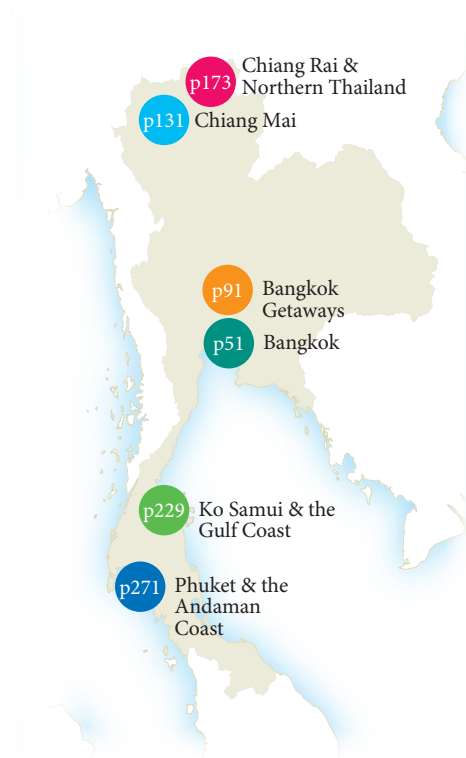 p173
Chiang Rai &
Northern Thailand
p131 Chiang Mai
p91 Bangkok
Getaways
p51 Bangkok
p229 Ko Samui & the
Gulf Coast
p271 Phuket & the
Andaman
Coast